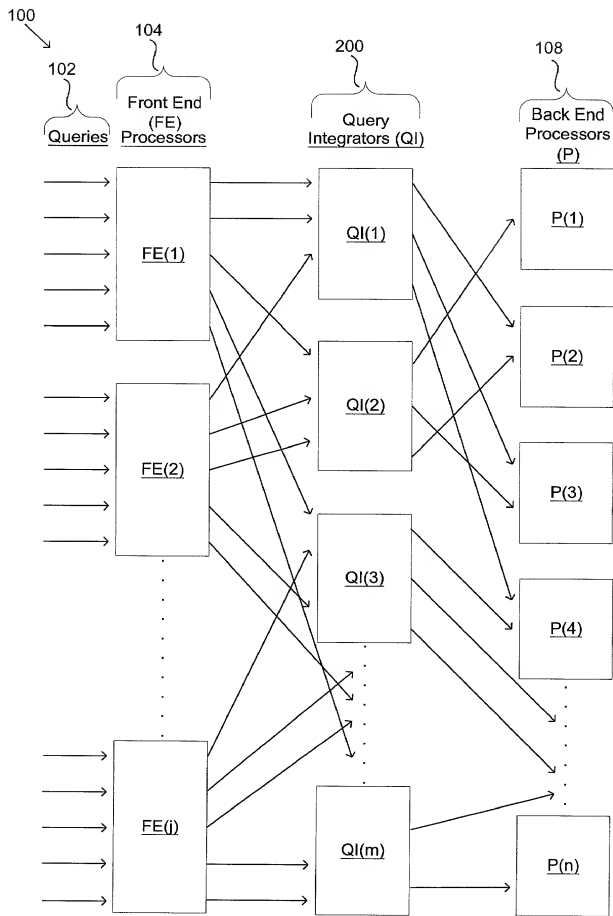 100
104
102
200
108
Queries
Front End
(FE)
Processors
Query
Integrators (QI)
Back End
Processors
(P)
FE(1)
QI(1)
P(1)
FE(2)
QI(2)
P(2)
QI(3)
P(3)
P(4)
FE(j)
QI(m)
P(n)